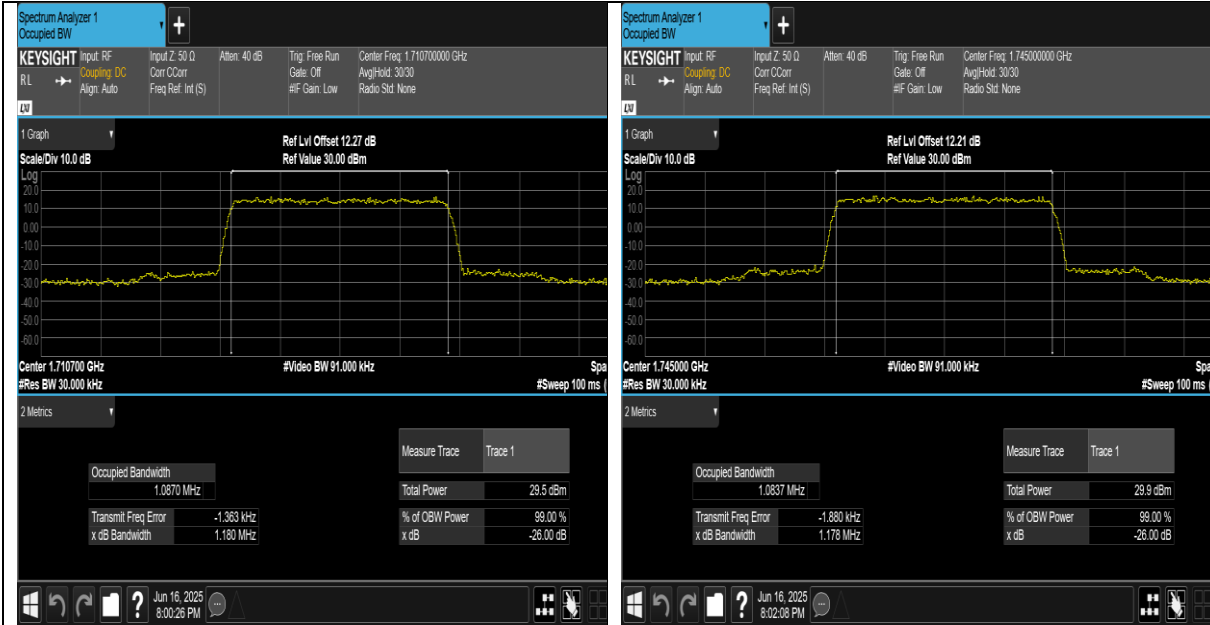 Spectrum Analyzer 1
Occupied BW
+
KEYSIGHT Input: RF Input Z: 50 Ω Atten: 40 dB Trig: Free Run Center Freq: 1.710700000 GHz
Coupling: DC Corr CCorr Gate: Off Avg|Hold: 30/30
RL Align: Auto Freq Ref: Int (S) #IF Gain: Low Radio Std: None
LXI
1 Graph
Ref Lvl Offset 12.27 dB
Scale/Div 10.0 dB Ref Value 30.00 dBm
Log
20.0
10.0
0.00
-10.0
-20.0
-30.0
-40.0
-50.0
-60.0
Center 1.710700 GHz #Video BW 91.000 kHz Spa
#Res BW 30.000 kHz #Sweep 100 ms (
2 Metrics
Measure Trace Trace 1
Occupied Bandwidth
1.0870 MHz Total Power 29.5 dBm
Transmit Freq Error -1.363 kHz % of OBW Power 99.00 %
x dB Bandwidth 1.180 MHz x dB -26.00 dB
Jun 16, 2025
8:00:26 PM
Spectrum Analyzer 1
Occupied BW
+
KEYSIGHT Input: RF Input Z: 50 Ω Atten: 40 dB Trig: Free Run Center Freq: 1.745000000 GHz
Coupling: DC Corr CCorr Gate: Off Avg|Hold: 30/30
RL Align: Auto Freq Ref: Int (S) #IF Gain: Low Radio Std: None
LXI
1 Graph
Ref Lvl Offset 12.21 dB
Scale/Div 10.0 dB Ref Value 30.00 dBm
Log
20.0
10.0
0.00
-10.0
-20.0
-30.0
-40.0
-50.0
-60.0
Center 1.745000 GHz #Video BW 91.000 kHz Spa
#Res BW 30.000 kHz #Sweep 100 ms (
2 Metrics
Measure Trace Trace 1
Occupied Bandwidth
1.0837 MHz Total Power 29.9 dBm
Transmit Freq Error -1.880 kHz % of OBW Power 99.00 %
x dB Bandwidth 1.178 MHz x dB -26.00 dB
Jun 16, 2025
8:02:08 PM